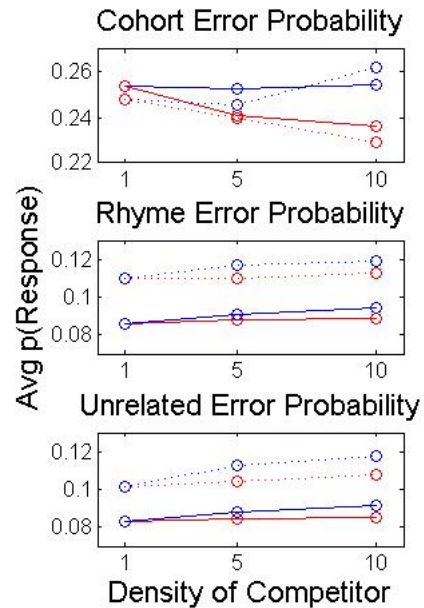 Cohort Error Probability
0.26
0.24
0.22
1 5 10
Rhyme Error Probability
0.12
0.1
0.08
1 5 10
Avg p(Response)
Unrelated Error Probability
0.12
0.1
0.08
1 5 10
Density of Competitor